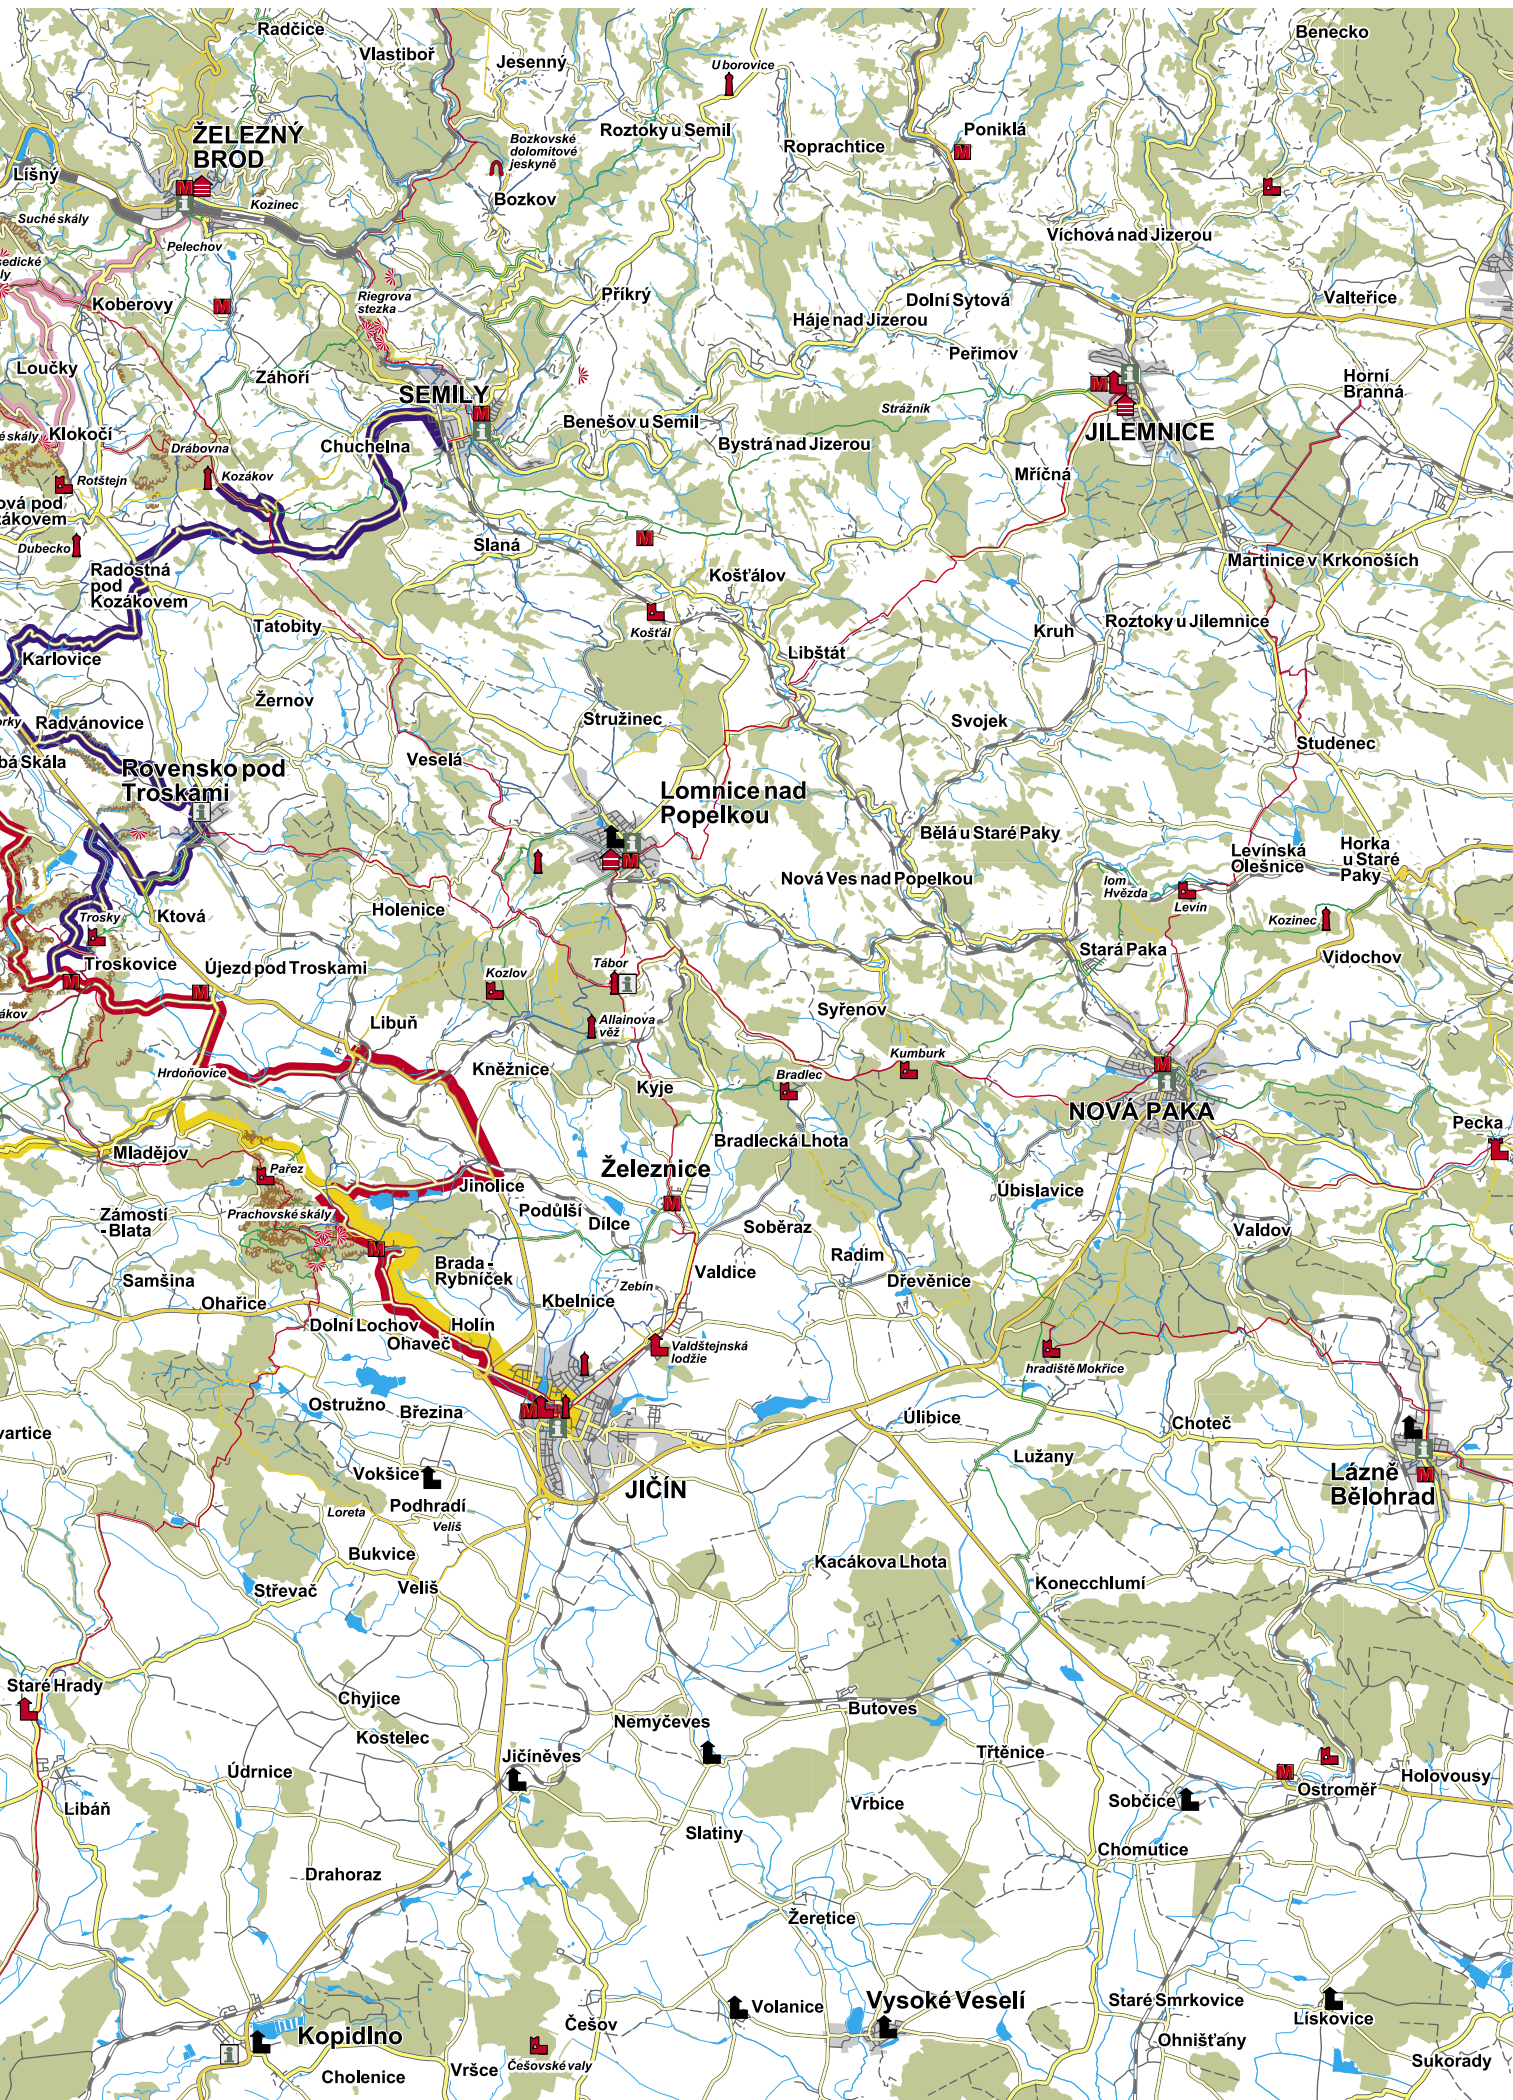 Radčice
Vlastiboř
Jesenný
U borovice
Benecko
ŽELEZNÝ
BROD
Bozkovské
dolomitové
jeskyně
Roztoky u Semil
Roprachtice
Poniklá
Líšný
Kozinec
Bozkov
Suché skály
Pelechov
Víchová nad Jizerou
Koberovy
Riegrova
stezka
Příkrý
Dolní Sytová
Háje nad Jizerou
Valteřice
Loučky
Záhoří
SEMILY
Peřimov
Horní
Branná
Strážník
Klokočí
Drábovna
Chuchelna
Benešov u Semil
Bystrá nad Jizerou
JILEMNICE
Rotštejn
Kozákov
Mříčná
Dubecko
Slaná
Radostná
pod
Kozákovem
Košťálov
Martinice v Krkonoších
Tatobity
Košťál
Kruh
Roztoky u Jilemnice
Karlovice
Libštát
Žernov
Radvánovice
Stružinec
Svojek
Studenec
Veselá
Rovensko pod
Troskami
Lomnice nad
Popelkou
Bělá u Staré Paky
Levínská
Olešnice
Horka
u Staré
Paky
Nová Ves nad Popelkou
lom
Hvězda
Levín
Kozinec
Trosky
Ktová
Holenice
Troskovice
Újezd pod Troskami
Kozlov
Tábor
Stará Paka
Vidochov
Libuň
Allainova
věž
Syřenov
Hrdoňovice
Kněžnice
Kyje
Bradlec
Kumburk
NOVÁ PAKA
Pecka
Mladějov
Bradlecká Lhota
Pařez
Železnice
Jinolice
Úbislavice
Zámostí
- Blata
Prachovské skály
Podůlší
Dílce
Soběraz
Valdov
Radim
Samšina
Brada -
Rybníček
Zebín
Valdice
Dřevěnice
Ohařice
Kbelnice
Dolní Lochov
Holín
Ohaveč
Valdštejnská
lodžie
hradiště Mokřice
Ostružno
Březina
Úlibice
Choteč
Vokšice
JIČÍN
Lužany
Lázně
Bělohrad
Podhradí
Loreta
Veliš
Bukvice
Kacákova Lhota
Střevač
Veliš
Konecchlumí
Staré Hrady
Chyjice
Nemyčeves
Butoves
Kostelec
Jičíněves
Třtěnice
Údrnice
Holovousy
Libáň
Vrbice
Sobčice
Ostroměř
Slatiny
Chomutice
Drahoraz
Žeretice
Vysoké Veselí
Volanice
Staré Smrkovice
Lískovice
Kopidlno
Češov
Ohnišťany
Vršce
Češovské valy
Cholenice
Sukorady